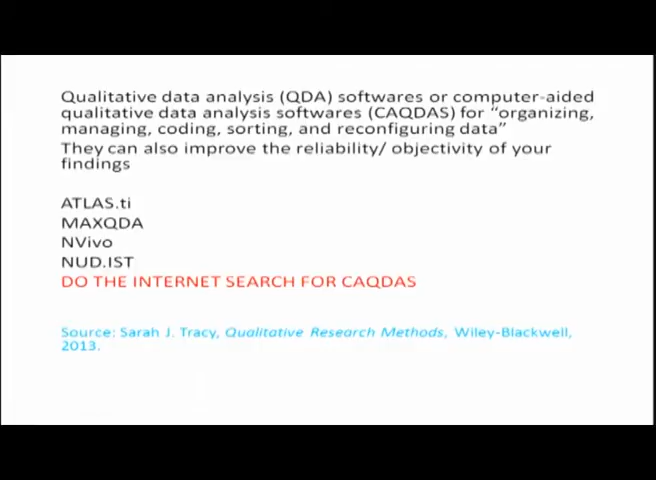 Qualitative data analysis (QDA) softwares or computer-aided
qualitative data analysis softwares (CAQDAS) for “organizing,
managing, coding, sorting, and reconfiguring data”
They can also improve the reliability/ objectivity of your
findings
ATLAS.ti
MAXQDA
NVivo
NUD.IST
DO THE INTERNET SEARCH FOR CAQDAS
Source: Sarah J. Tracy, Qualitative Research Methods, Wiley-Blackwell,
2013.